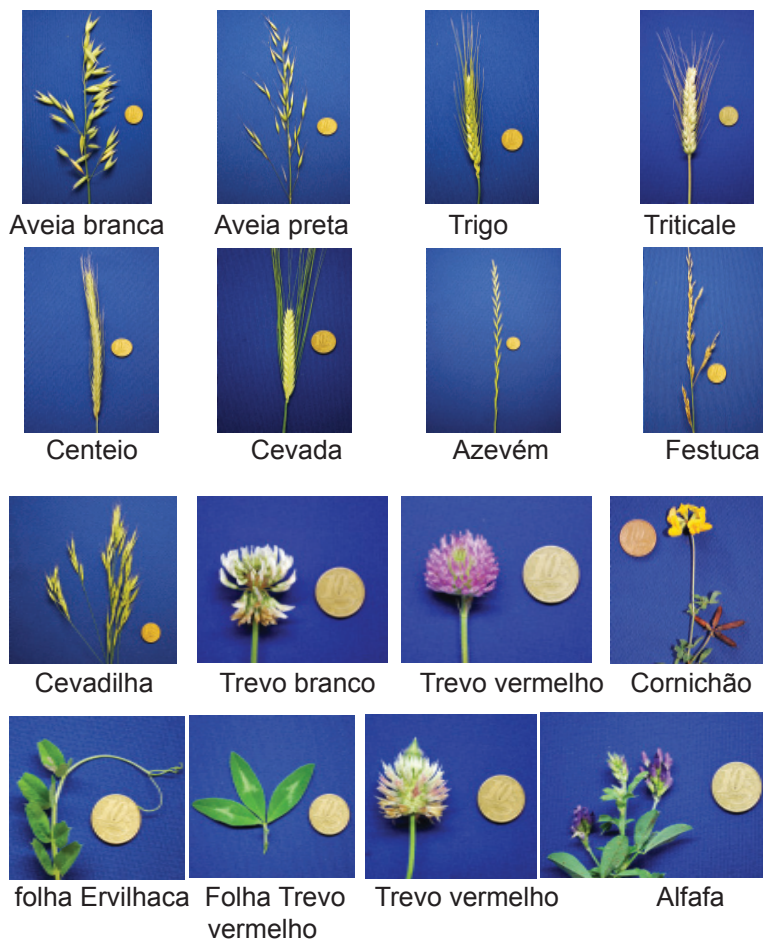 Aveia branca
Aveia preta
Trigo
Triticale
Centeio
Cevada
Azevém
Festuca
Cevadilha
Trevo branco
Trevo vermelho
Cornichão
folha Ervilhaca
Folha Trevo
vermelho
Trevo vermelho
Alfafa